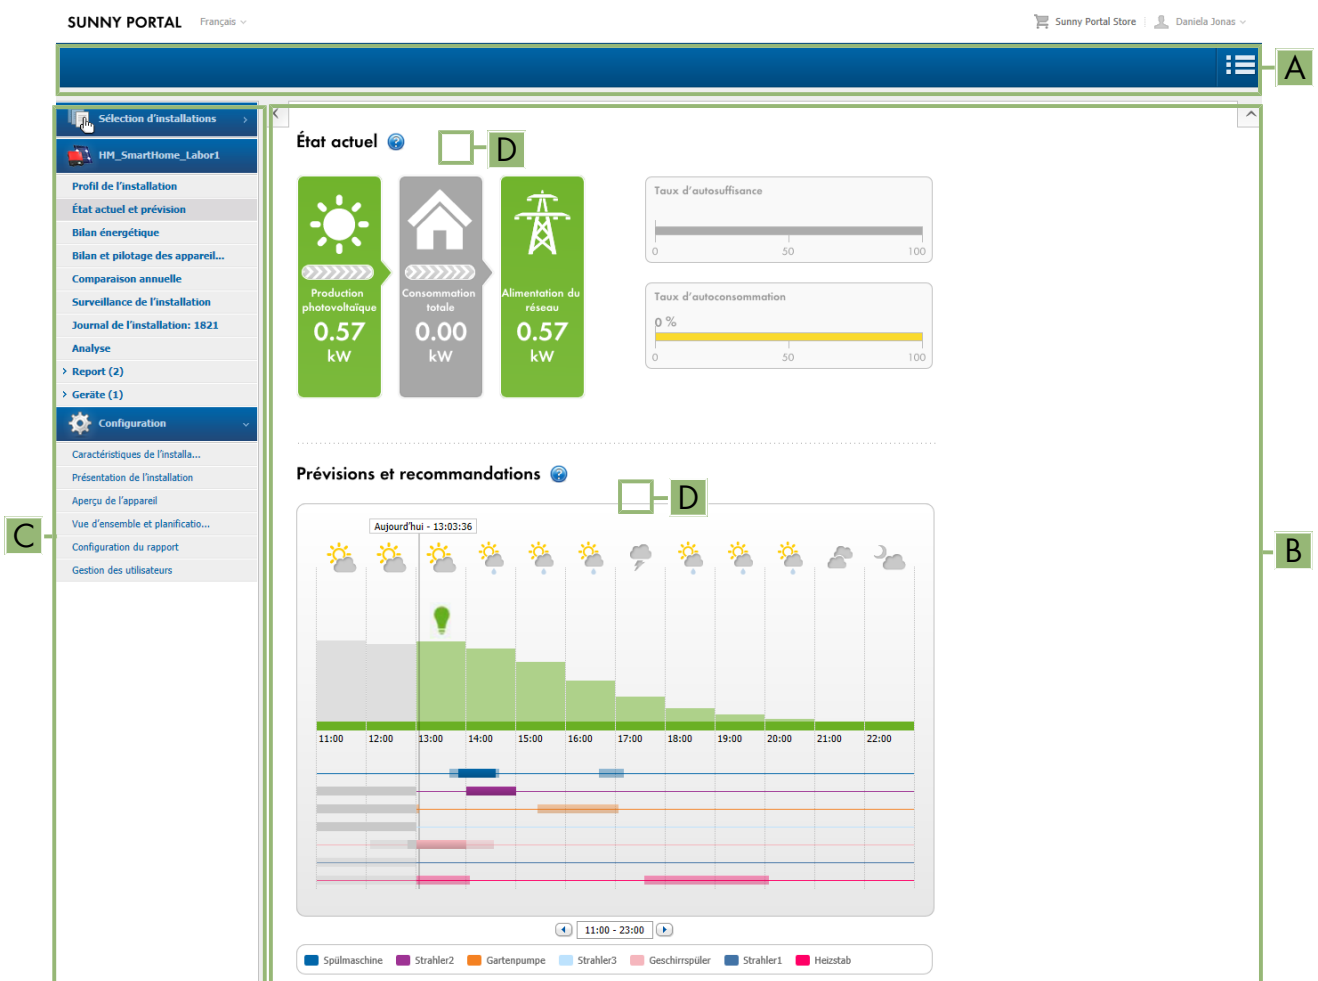 SUNNY PORTAL Français Sunny Portal Store Daniela Jonas
A
Sélection d'installations
HM_SmartHome_Labor1
Profil de l'installation
État actuel et prévision
Bilan énergétique
Bilan et pilotage des appareil...
Comparaison annuelle
Surveillance de l'installation
Journal de l'installation: 1821
Analyse
Report (2)
Geräte (1)
Configuration
Caractéristiques de l'installa...
Présentation de l'installation
Aperçu de l'appareil
Vue d'ensemble et planificatio...
Configuration du rapport
Gestion des utilisateurs
C
État actuel
D
Production
photovoltaïque
0.57
kW
Consommation
totale
0.00
kW
Alimentation du
réseau
0.57
kW
Taux d'autosuffisance
0 50 100
Taux d'autoconsommation
0 %
0 50 100
Prévisions et recommandations
D
B
Aujourd'hui - 13:03:36
11:00 12:00 13:00 14:00 15:00 16:00 17:00 18:00 19:00 20:00 21:00 22:00
11:00 - 23:00
Spülmaschine Strahler2 Gartenpumpe Strahler3 Geschirrspüler Strahler1 Heizstab